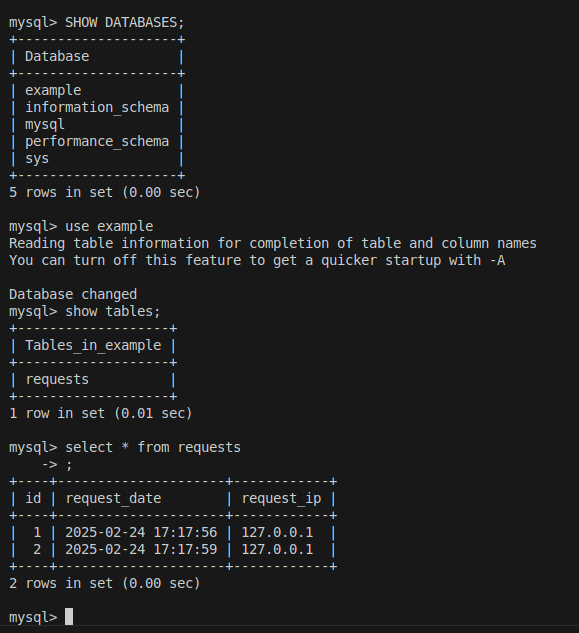 mysql> SHOW DATABASES;
+--------------------+
| Database           |
+--------------------+
| example            |
| information_schema |
| mysql              |
| performance_schema |
| sys                |
+--------------------+
5 rows in set (0.00 sec)

mysql> use example
Reading table information for completion of table and column names
You can turn off this feature to get a quicker startup with -A

Database changed
mysql> show tables;
+-------------------+
| Tables_in_example |
+-------------------+
| requests          |
+-------------------+
1 row in set (0.01 sec)

mysql> select * from requests
    -> ;
+----+---------------------+------------+
| id | request_date        | request_ip |
+----+---------------------+------------+
|  1 | 2025-02-24 17:17:56 | 127.0.0.1  |
|  2 | 2025-02-24 17:17:59 | 127.0.0.1  |
+----+---------------------+------------+
2 rows in set (0.00 sec)

mysql>